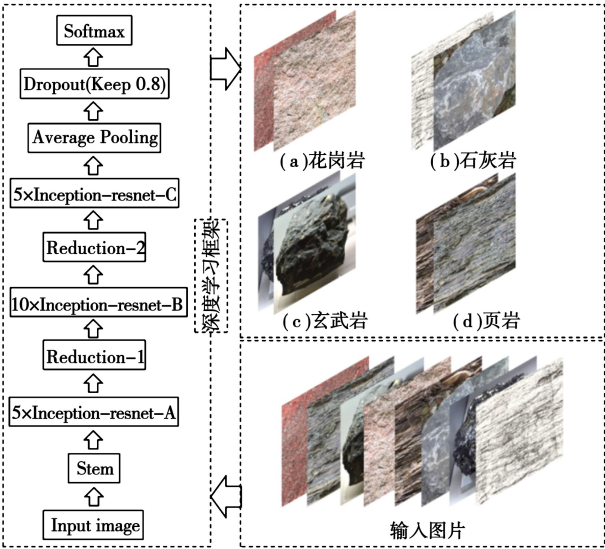 Softmax
Dropout(Keep 0.8)
Average Pooling
5×Inception-resnet-C
Reduction-2
10×Inception-resnet-B
Reduction-1
5×Inception-resnet-A
Stem
Input image
深度学习框架
(a)花岗岩
(b)石灰岩
(c)玄武岩
(d)页岩
输入图片